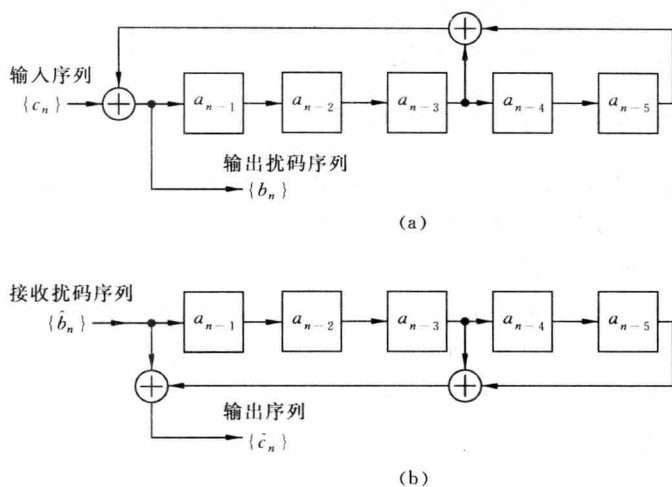 输入序列
{c_n}
a_{n-1}
a_{n-2}
a_{n-3}
a_{n-4}
a_{n-5}
输出扰码序列
{b_n}
(a)
接收扰码序列
{b̂_n}
a_{n-1}
a_{n-2}
a_{n-3}
a_{n-4}
a_{n-5}
输出序列
{ĉ_n}
(b)